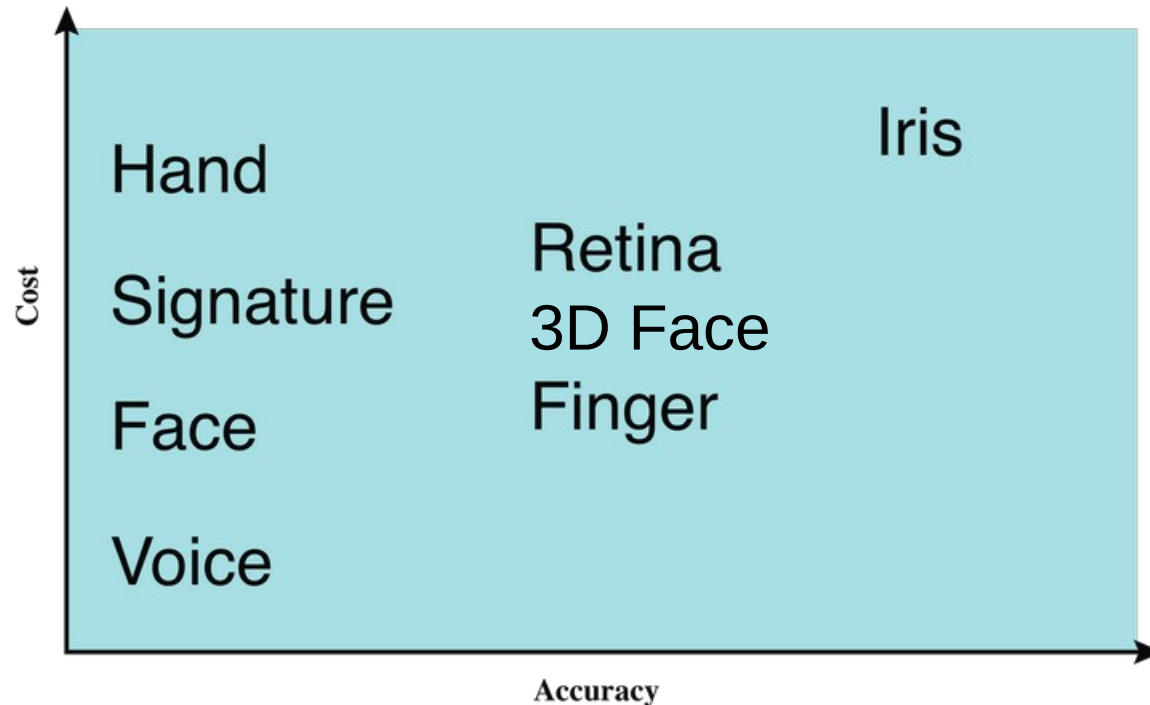 Iris
Hand
Retina
Signature
3D Face
Finger
Face
Voice
Cost
Accuracy